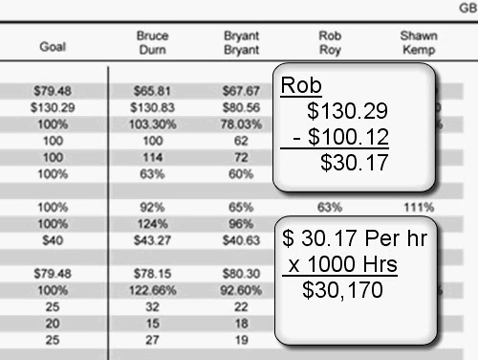 GB
Bruce Bryant Rob Shawn
Goal Durn Bryant Roy Kemp
$79.48 $65.81 $67.67
$130.29 $130.83 $80.56
100% 103.30% 78.03%
100 100 62
100 114 72
100% 63% 60%
100% 92% 65% 63% 111%
100% 124% 96%
$40 $43.27 $40.63
$79.48 $78.15 $80.30
100% 122.66% 92.60%
25 32 22
20 15 18
25 27 19
Rob
$130.29
- $100.12
$30.17
$ 30.17 Per hr
x 1000 Hrs
$30,170